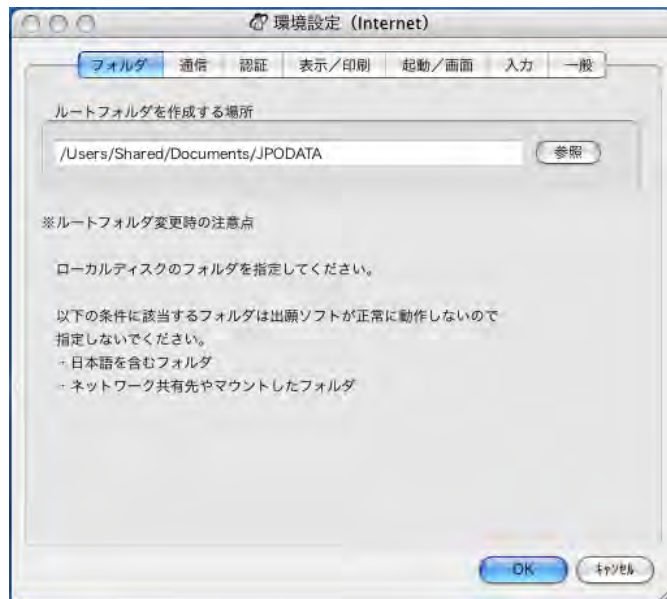 環境設定（Internet）
フォルダ 通信 認証 表示／印刷 起動／画面 入力 一般
ルートフォルダを作成する場所
/Users/Shared/Documents/JPODATA 参照
※ルートフォルダ変更時の注意点
ローカルディスクのフォルダを指定してください。
以下の条件に該当するフォルダは出願ソフトが正常に動作しないので
指定しないでください。
・日本語を含むフォルダ
・ネットワーク共有先やマウントしたフォルダ
OK ｷｬﾝｾﾙ